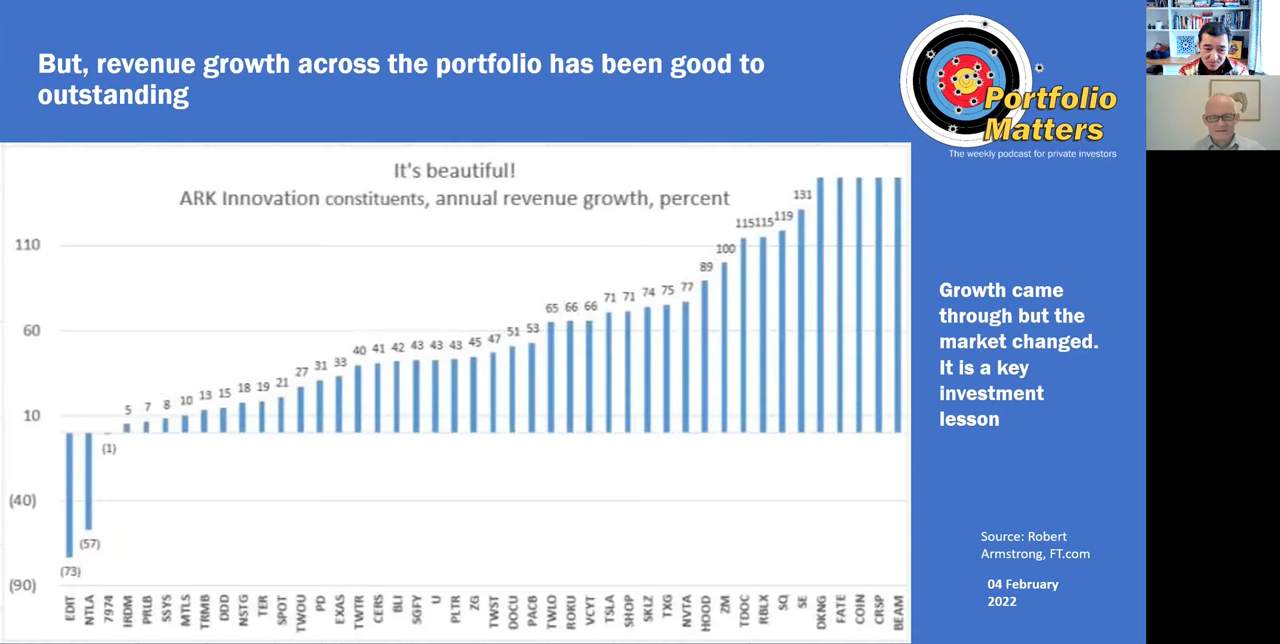 But, revenue growth across the portfolio has been good to
outstanding
Portfolio
Matters
The weekly podcast for private investors
It's beautiful!
ARK Innovation constituents, annual revenue growth, percent
110
60
10
(40)
(90)
(73)
(57)
(1)
5
7
8
10
13
15
18
19
21
27
31
33
40
41
42
43
43
43
45
47
51
53
65
66
66
71
71
74
75
77
89
100
115
115
119
131
EDIT
NTLA
7974
IRDM
PRLB
SSYS
MTLS
TRMB
DDD
NSTG
TER
SPOT
TWOU
PD
EXAS
TWTR
CERS
BLI
SGFY
U
PLTR
ZG
TWST
DOCU
PACB
TWLO
ROKU
VCYT
TSLA
SHOP
SKLZ
TXG
NVTA
HOOD
ZM
TDOC
RBLX
SQ
SE
DKNG
FATE
COIN
CRSP
BEAM
Growth came
through but the
market changed.
It is a key
investment
lesson
Source: Robert
Armstrong, FT.com
04 February
2022